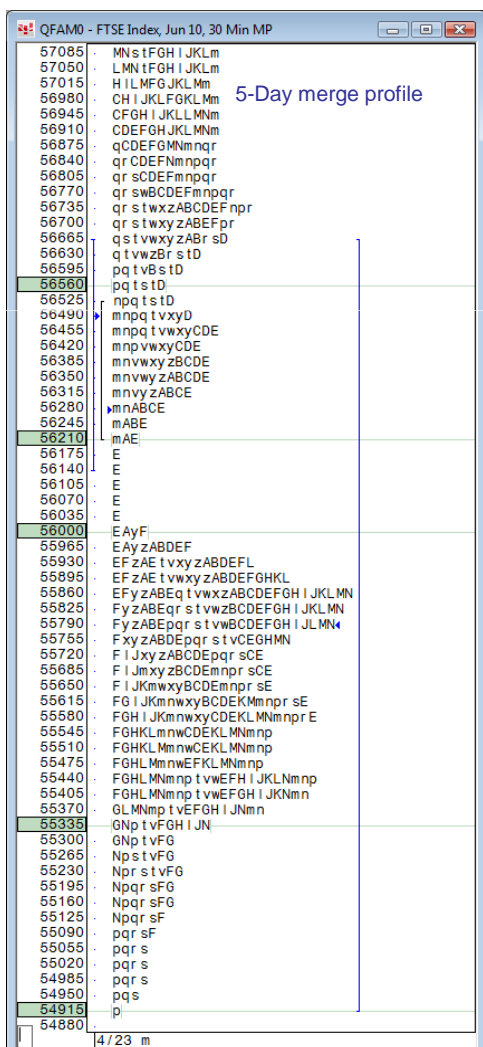 QFAM0 - FTSE Index, Jun 10, 30 Min MP
57085 MNstFGHIJKLm
57050 LMNtFGHIJKLm
57015 HILMFGJKLMm
5-Day merge profile
56980 CHIJKLFGKLMm
56945 CFGHIJKLLMNm
56910 CDEFGHJKLMNm
56875 qCDEFGMNmnqr
56840 qrCDEFNmnpqr
56805 qrsCDEFmnpqr
56770 qrswBCDEFmnpqr
56735 qrstwxzABCDEFnpr
56700 qrstwxyzABEFpr
56665 qstvwxyzABrsD
56630 qtvwzBrstD
56595 pqtvBstD
56560 pqtstD
56525 npqtstD
56490 mnpqtvxyD
56455 mnpqtvwxyCDE
56420 mnpvwxyCDE
56385 mnvwxyzBCDE
56350 mnvwyzABCDE
56315 mnvyzABCE
56280 mnABCE
56245 mABE
56210 mAE
56175 E
56140 E
56105 E
56070 E
56035 E
56000 EAyF
55965 EAyzABDEF
55930 EFzAEtvxyzABDEFL
55895 EFyzAEtvwxyzABDEFGHKL
55860 EFyzABEqtvwxzABCDEFGHIJKLMN
55825 FyzABEqrstvwzBCDEFGHIJKLMN
55790 FyzABEpqrstvwBCDEFGHIJLMN
55755 FxyzABDEpqrstvCEGHMN
55720 FIJxyzABCDEpqrsCE
55685 FIJmxyzBCDEmnprsCE
55650 FIJKmwxyBCDEmnprsE
55615 FGIJKmnwxyBCDEKMmnprsE
55580 FGHIJKmnwxyCDEKLMNmnprE
55545 FGHKLmnwCDEKLMNmnp
55510 FGHKLMmnwCEKLMNmnp
55475 FGHLMmnwEFKLMNmnp
55440 FGHLMNmnptvwEFHIJKLNmnp
55405 FGHLMNmnptvwEFGHIJKNmn
55370 GLMNmptvEFGHIJNmn
55335 GNptvFGHIJN
55300 GNptvFG
55265 NpstvFG
55230 NprstvFG
55195 NpqrsFG
55160 NpqrsFG
55125 NpqrsF
55090 pqrsF
55055 pqrs
55020 pqrs
54985 pqrs
54950 pqs
54915 p
54880
4/23 m